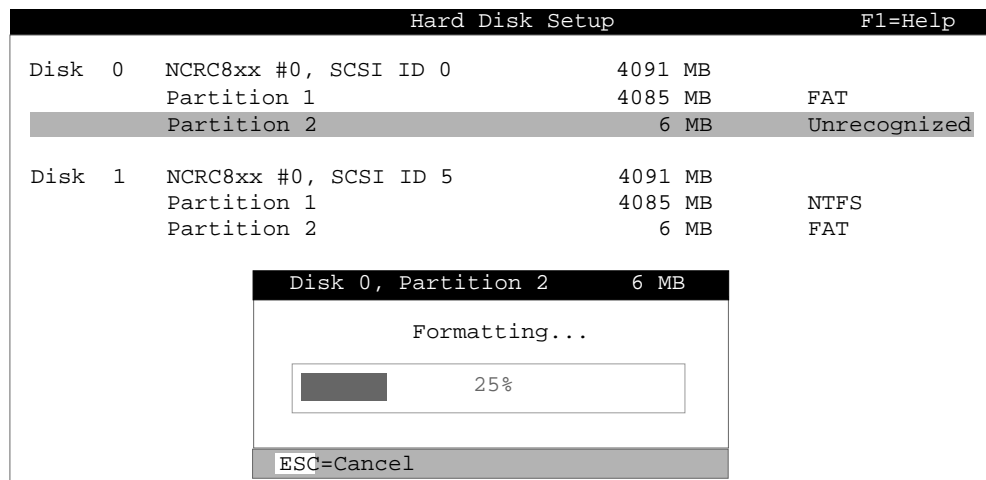 Hard Disk Setup F1=Help
Disk 0 NCRC8xx #0, SCSI ID 0 4091 MB
Partition 1 4085 MB FAT
Partition 2 6 MB Unrecognized
Disk 1 NCRC8xx #0, SCSI ID 5 4091 MB
Partition 1 4085 MB NTFS
Partition 2 6 MB FAT
Disk 0, Partition 2 6 MB
Formatting...
25%
ESC=Cancel